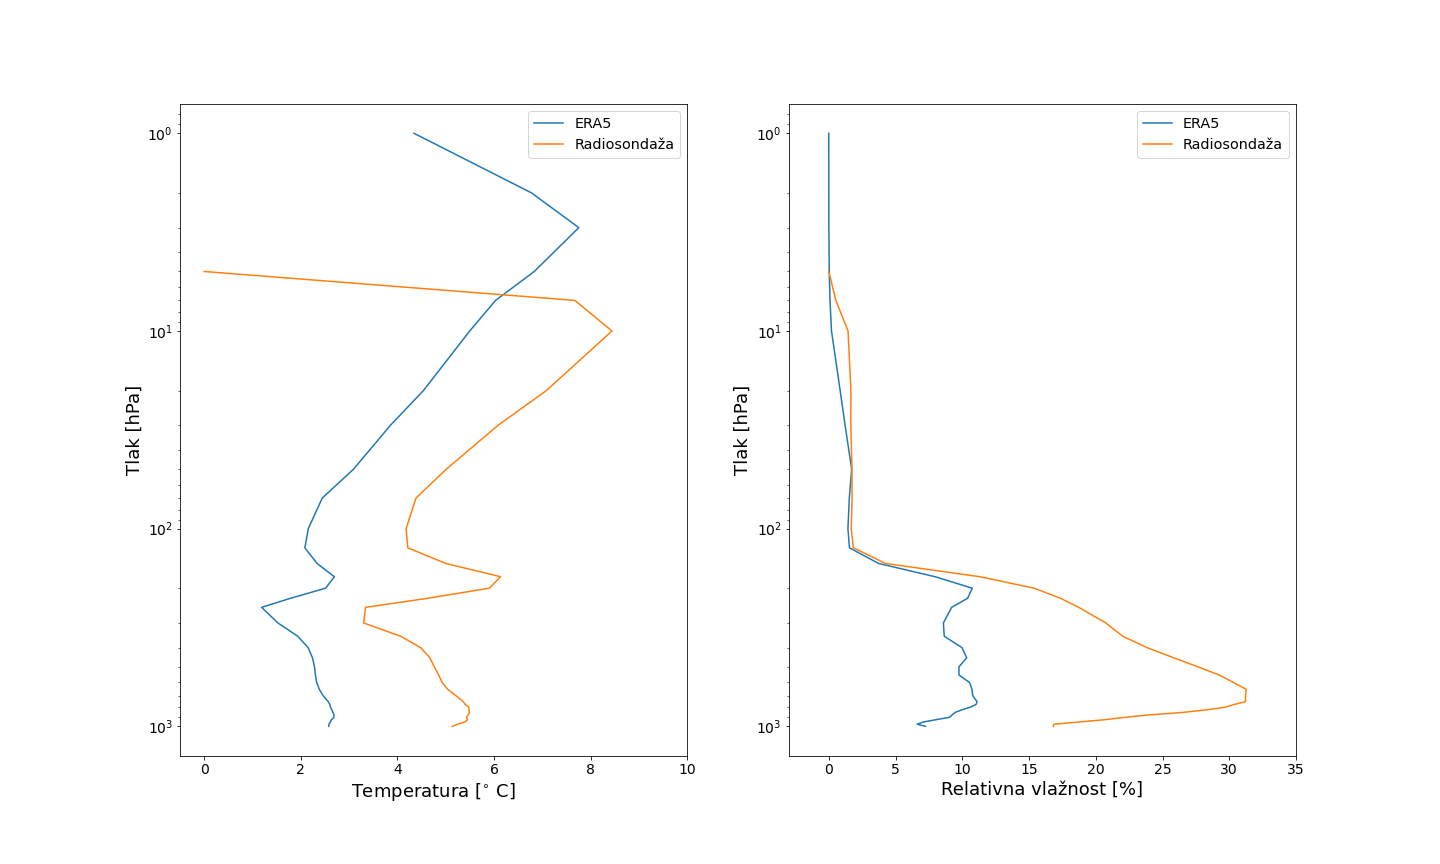 ERA5
Radiosondaža
10⁰
10¹
10²
10³
Tlak [hPa]
0 2 4 6 8 10
Temperatura [° C]
ERA5
Radiosondaža
10⁰
10¹
10²
10³
Tlak [hPa]
0 5 10 15 20 25 30 35
Relativna vlažnost [%]